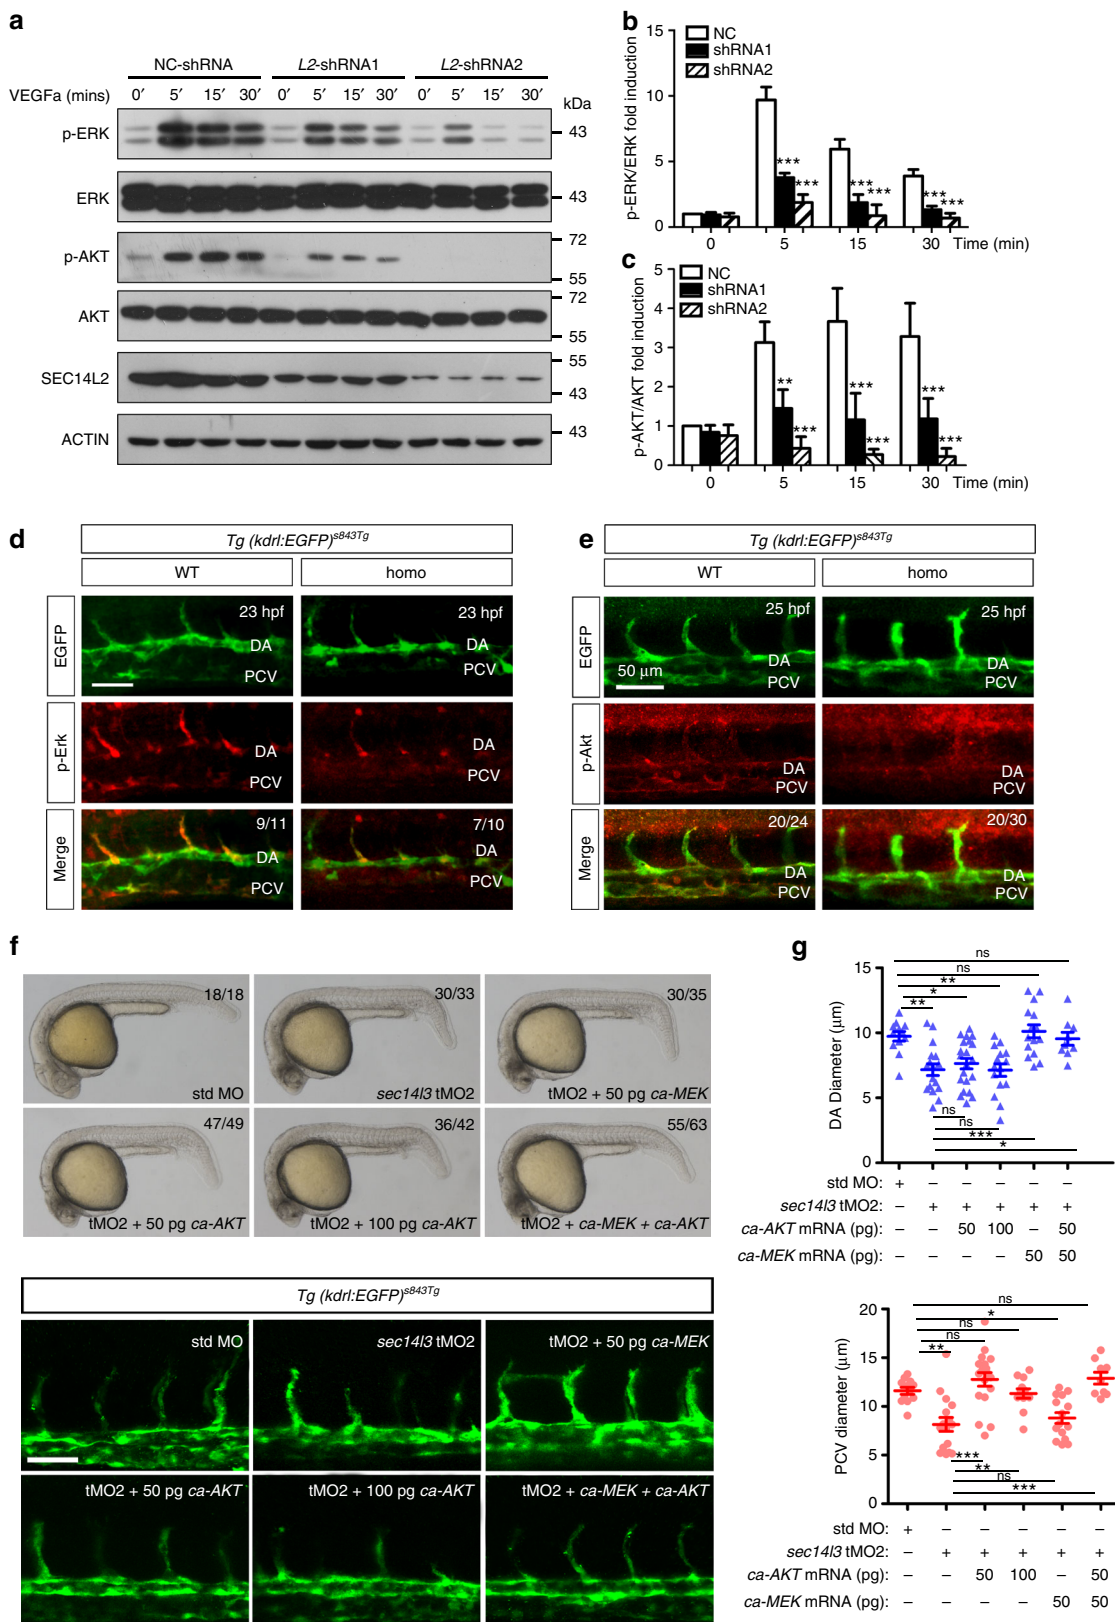 a
NC-shRNA L2-shRNA1 L2-shRNA2
VEGFa (mins) 0′ 5′ 15′ 30′ 0′ 5′ 15′ 30′ 0′ 5′ 15′ 30′ kDa
p-ERK 43
ERK 43
p-AKT 72 55
AKT 72 55
SEC14L2 55 43
ACTIN 43
b
NC
shRNA1
shRNA2
p-ERK/ERK fold induction
15
10
5
0
*** *** *** *** *** ***
0 5 15 30 Time (min)
c
NC
shRNA1
shRNA2
p-AKT/AKT fold induction
5
4
3
2
1
0
** *** *** *** *** ***
0 5 15 30 Time (min)
d
Tg (kdrl:EGFP)s843Tg
WT homo
EGFP
23 hpf DA PCV
23 hpf DA PCV
p-Erk
DA PCV
DA PCV
Merge
9/11 DA PCV
7/10 DA PCV
e
Tg (kdrl:EGFP)s843Tg
WT homo
EGFP
25 hpf 50 µm DA PCV
25 hpf DA PCV
p-Akt
DA PCV
DA PCV
Merge
20/24 DA PCV
20/30 DA PCV
f
18/18 30/33 30/35
std MO sec14l3 tMO2 tMO2 + 50 pg ca-MEK
47/49 36/42 55/63
tMO2 + 50 pg ca-AKT tMO2 + 100 pg ca-AKT tMO2 + ca-MEK + ca-AKT
Tg (kdrl:EGFP)s843Tg
std MO sec14l3 tMO2 tMO2 + 50 pg ca-MEK
tMO2 + 50 pg ca-AKT tMO2 + 100 pg ca-AKT tMO2 + ca-MEK + ca-AKT
g
DA Diameter (µm)
15
10
5
0
ns
ns
**
*
**
ns
ns
***
*
std MO: + – – – – –
sec14l3 tMO2: – + + + + +
ca-AKT mRNA (pg): – – 50 100 – 50
ca-MEK mRNA (pg): – – – – 50 50
PCV diameter (µm)
20
15
10
5
0
ns
*
ns
ns
**
***
**
ns
***
std MO: + – – – – –
sec14l3 tMO2: – + + + + +
ca-AKT mRNA (pg): – – 50 100 – 50
ca-MEK mRNA (pg): – – – – 50 50